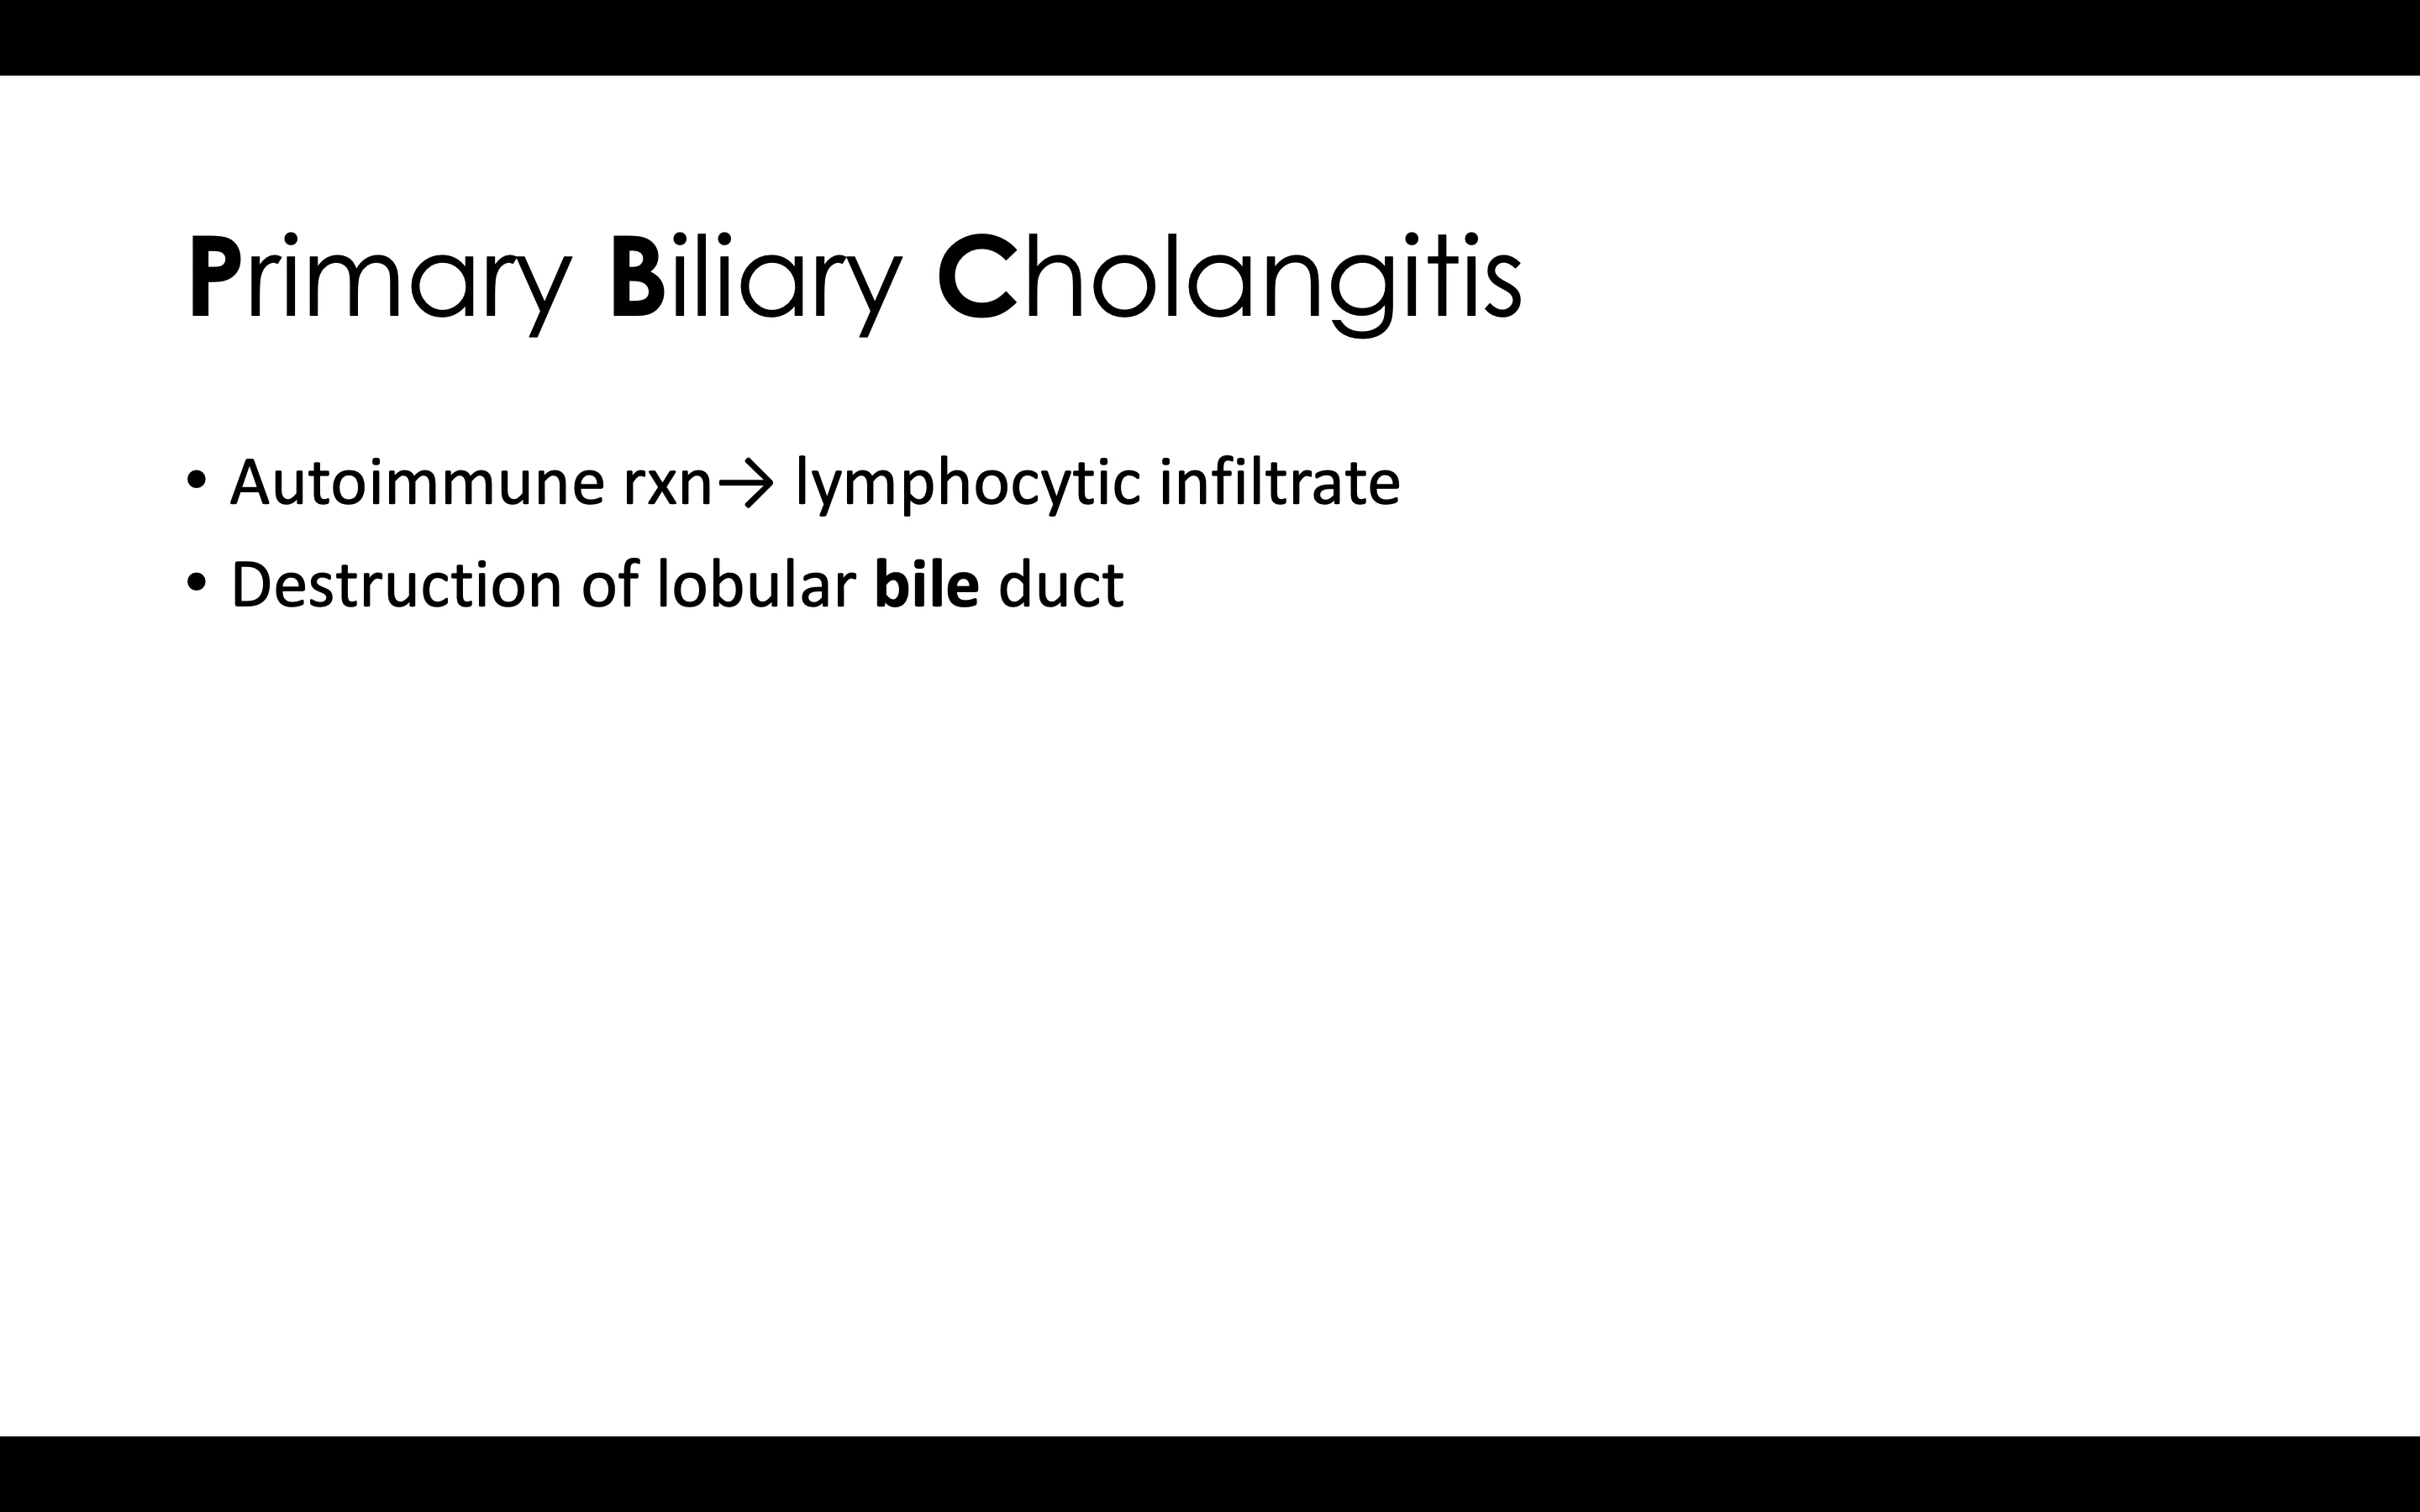 Primary Biliary Cholangitis
• Autoimmune rxn→ lymphocytic infiltrate
• Destruction of lobular bile duct